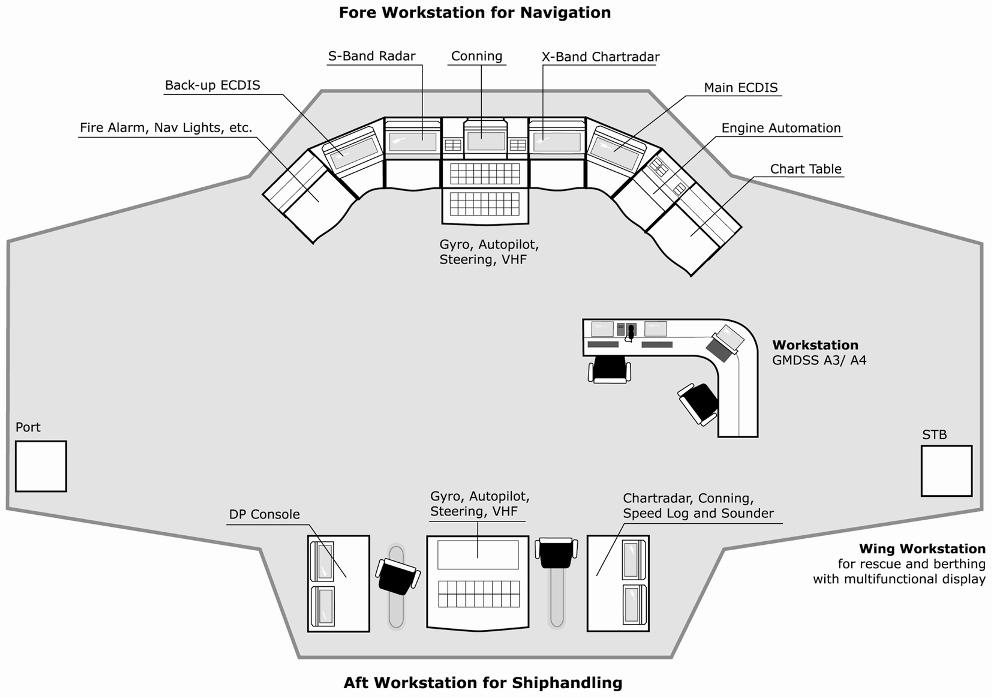 Fore Workstation for Navigation
S-Band Radar
Conning
X-Band Chartradar
Back-up ECDIS
Main ECDIS
Fire Alarm, Nav Lights, etc.
Engine Automation
Chart Table
Gyro, Autopilot,
Steering, VHF
Workstation
GMDSS A3/ A4
Port
STB
DP Console
Gyro, Autopilot,
Steering, VHF
Chartradar, Conning,
Speed Log and Sounder
Wing Workstation
for rescue and berthing
with multifunctional display
Aft Workstation for Shiphandling